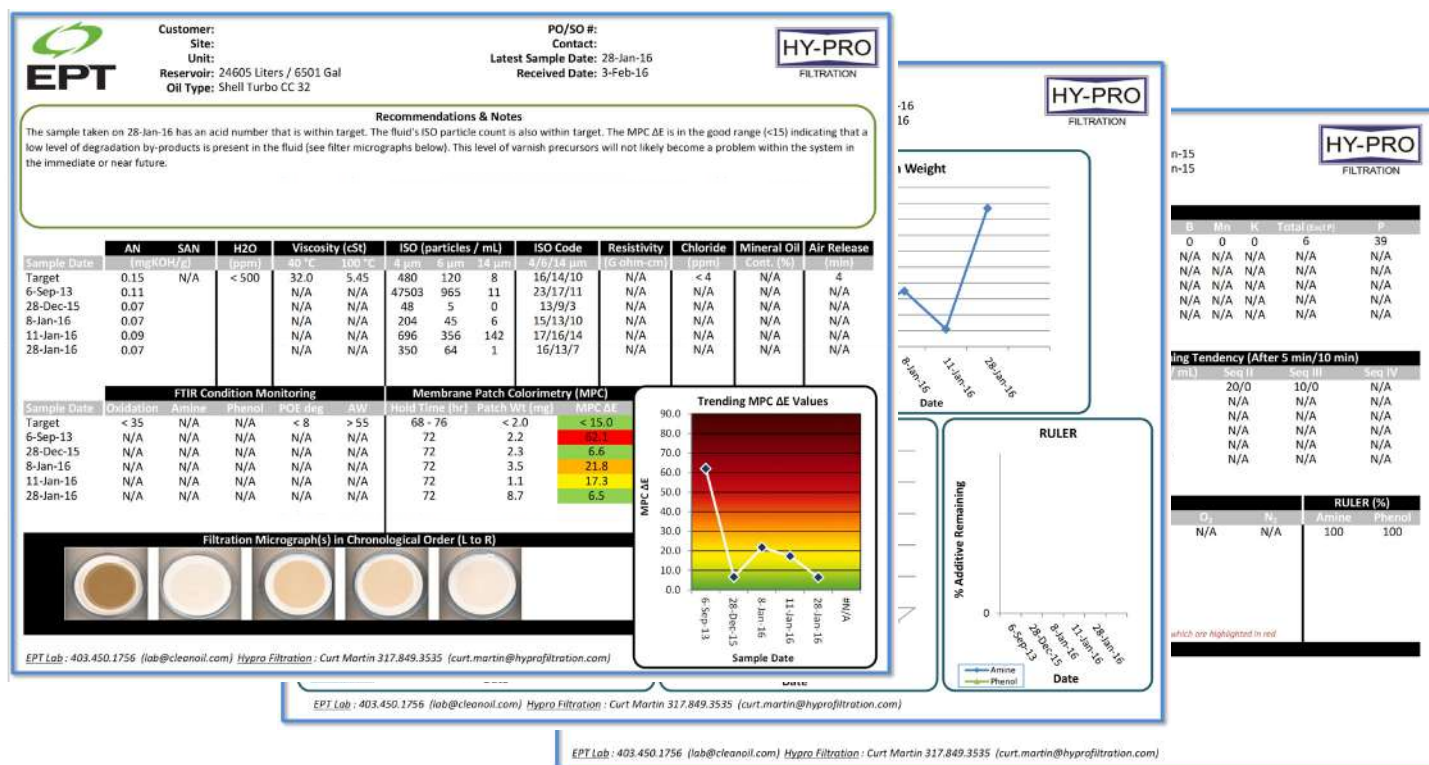 EPT
Customer:
Site:
Unit:
Reservoir: 24605 Liters / 6501 Gal
Oil Type: Shell Turbo CC 32
PO/SO #:
Contact:
Latest Sample Date: 28-Jan-16
Received Date: 3-Feb-16
HY-PRO
FILTRATION
Recommendations & Notes
The sample taken on 28-Jan-16 has an acid number that is within target. The fluid's ISO particle count is also within target. The MPC ΔE is in the good range (<15) indicating that a
low level of degradation by-products is present in the fluid (see filter micrographs below). This level of varnish precursors will not likely become a problem within the system in
the immediate or near future.
AN SAN H2O Viscosity (cSt) ISO (particles / mL) ISO Code Resistivity Chloride Mineral Oil Air Release
Sample Date (mgKOH/g) (ppm) 40 °C 100 °C 4 µm 6 µm 14 µm 4/6/14 µm (G ohm-cm) (ppm) Cont. (%) (min)
Target 0.15 N/A < 500 32.0 5.45 480 120 8 16/14/10 N/A < 4 N/A 4
6-Sep-13 0.11 N/A N/A 47503 965 11 23/17/11 N/A N/A N/A N/A
28-Dec-15 0.07 N/A N/A 48 5 0 13/9/3 N/A N/A N/A N/A
8-Jan-16 0.07 N/A N/A 204 45 6 15/13/10 N/A N/A N/A N/A
11-Jan-16 0.09 N/A N/A 696 356 142 17/16/14 N/A N/A N/A N/A
28-Jan-16 0.07 N/A N/A 350 64 1 16/13/7 N/A N/A N/A N/A
FTIR Condition Monitoring Membrane Patch Colorimetry (MPC)
Sample Date Oxidation Amine Phenol POE deg AW Hold Time (hr) Patch Wt (mg) MPC ΔE
Target < 35 N/A N/A < 8 > 55 68 - 76 < 2.0 < 15.0
6-Sep-13 N/A N/A N/A N/A N/A 72 2.2 62.1
28-Dec-15 N/A N/A N/A N/A N/A 72 2.3 6.6
8-Jan-16 N/A N/A N/A N/A N/A 72 3.5 21.8
11-Jan-16 N/A N/A N/A N/A N/A 72 1.1 17.3
28-Jan-16 N/A N/A N/A N/A N/A 72 8.7 6.5
Filtration Micrograph(s) in Chronological Order (L to R)
Trending MPC ΔE Values
MPC ΔE
90.0
80.0
70.0
60.0
50.0
40.0
30.0
20.0
10.0
0.0
6-Sep-13
28-Dec-15
8-Jan-16
11-Jan-16
28-Jan-16
#N/A
Sample Date
EPT Lab : 403.450.1756 (lab@cleanoil.com) Hypro Filtration : Curt Martin 317.849.3535 (curt.martin@hyprofiltration.com)
-16
16
HY-PRO
FILTRATION
Weight
8-Jan-16
11-Jan-16
28-Jan-16
Date
RULER
% Additive Remaining
0
6-Sep-13
28-Dec-15
8-Jan-16
11-Jan-16
28-Jan-16
Amine
Phenol
Date
Date
EPT Lab : 403.450.1756 (lab@cleanoil.com) Hypro Filtration : Curt Martin 317.849.3535 (curt.martin@hyprofiltration.com)
n-15
n-15
HY-PRO
FILTRATION
B Mn K Total (Excl P) P
0 0 0 6 39
N/A N/A N/A N/A N/A
N/A N/A N/A N/A N/A
N/A N/A N/A N/A N/A
N/A N/A N/A N/A N/A
N/A N/A N/A N/A N/A
ing Tendency (After 5 min/10 min)
mL) Seq II Seq III Seq IV
20/0 10/0 N/A
N/A N/A N/A
N/A N/A N/A
N/A N/A N/A
N/A N/A N/A
N/A N/A N/A
RULER (%)
O₂ N₂ Amine Phenol
N/A N/A 100 100
which are highlighted in red
EPT Lab : 403.450.1756 (lab@cleanoil.com) Hypro Filtration : Curt Martin 317.849.3535 (curt.martin@hyprofiltration.com)